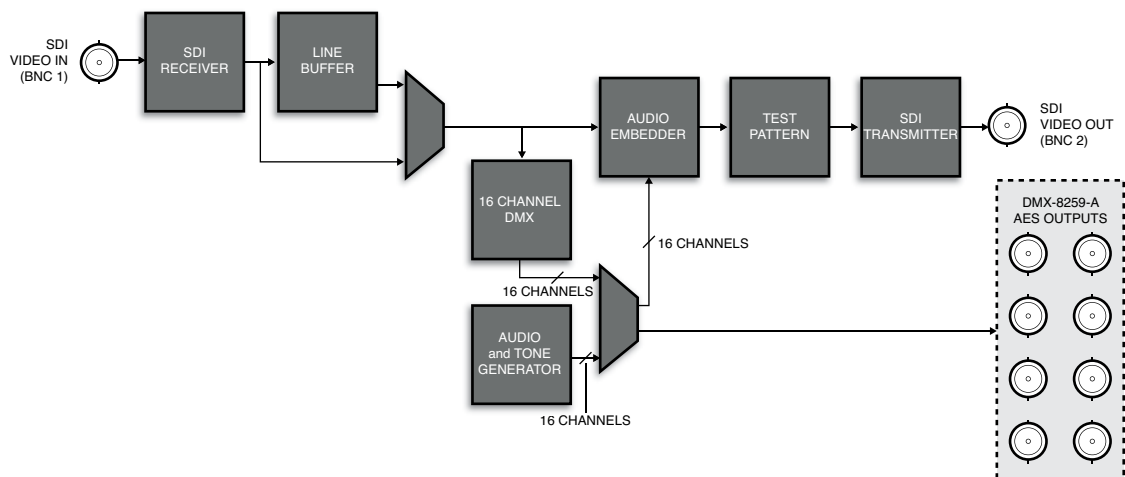 SDI
VIDEO IN
(BNC 1)
SDI
RECEIVER
LINE
BUFFER
AUDIO
EMBEDDER
TEST
PATTERN
SDI
TRANSMITTER
SDI
VIDEO OUT
(BNC 2)
16 CHANNEL
DMX
16 CHANNELS
16 CHANNELS
AUDIO
and TONE
GENERATOR
16 CHANNELS
DMX-8259-A
AES OUTPUTS